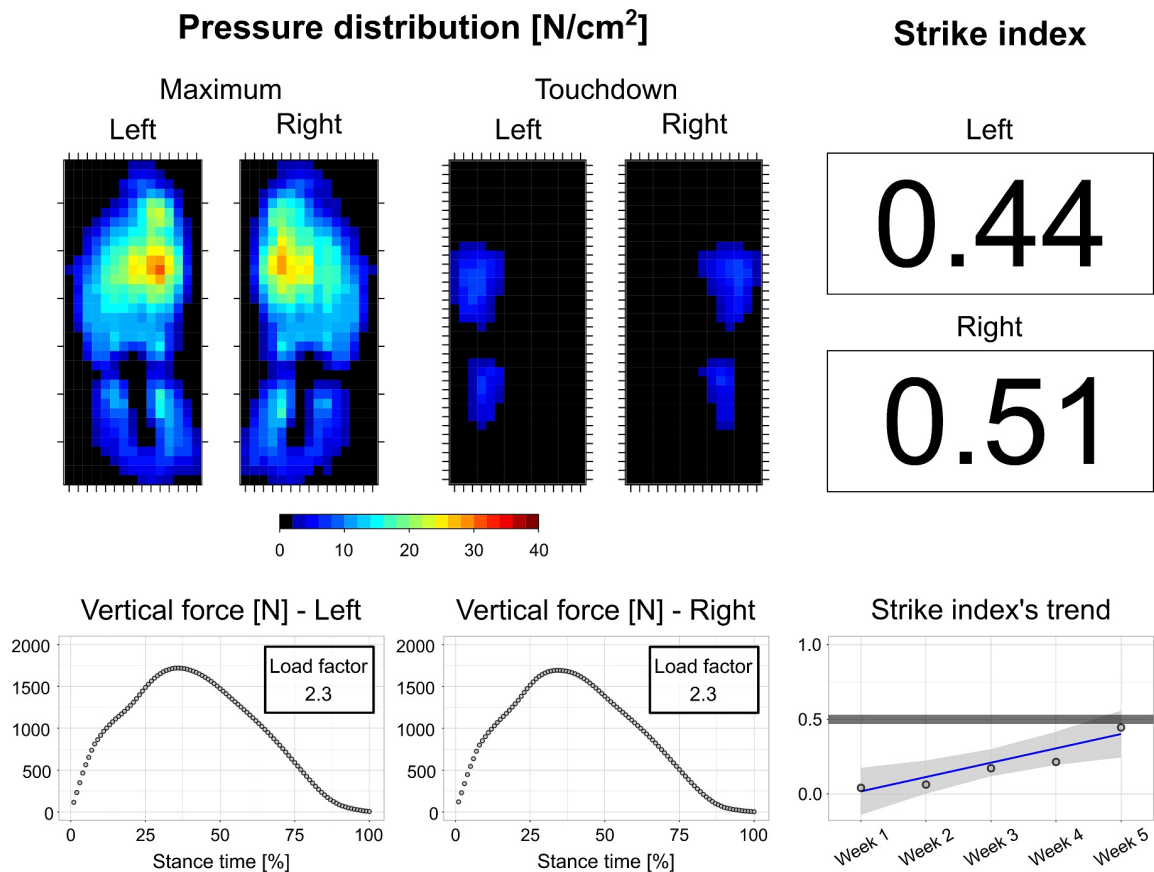 Pressure distribution [N/cm²]
Strike index
Maximum
Touchdown
Left
Right
Left
Right
Left
0.44
Right
0.51
0 10 20 30 40
Vertical force [N] - Left
Load factor
2.3
2000
1500
1000
500
0
0 25 50 75 100
Stance time [%]
Vertical force [N] - Right
Load factor
2.3
2000
1500
1000
500
0
0 25 50 75 100
Stance time [%]
Strike index's trend
1.0
0.5
0.0
Week 1 Week 2 Week 3 Week 4 Week 5